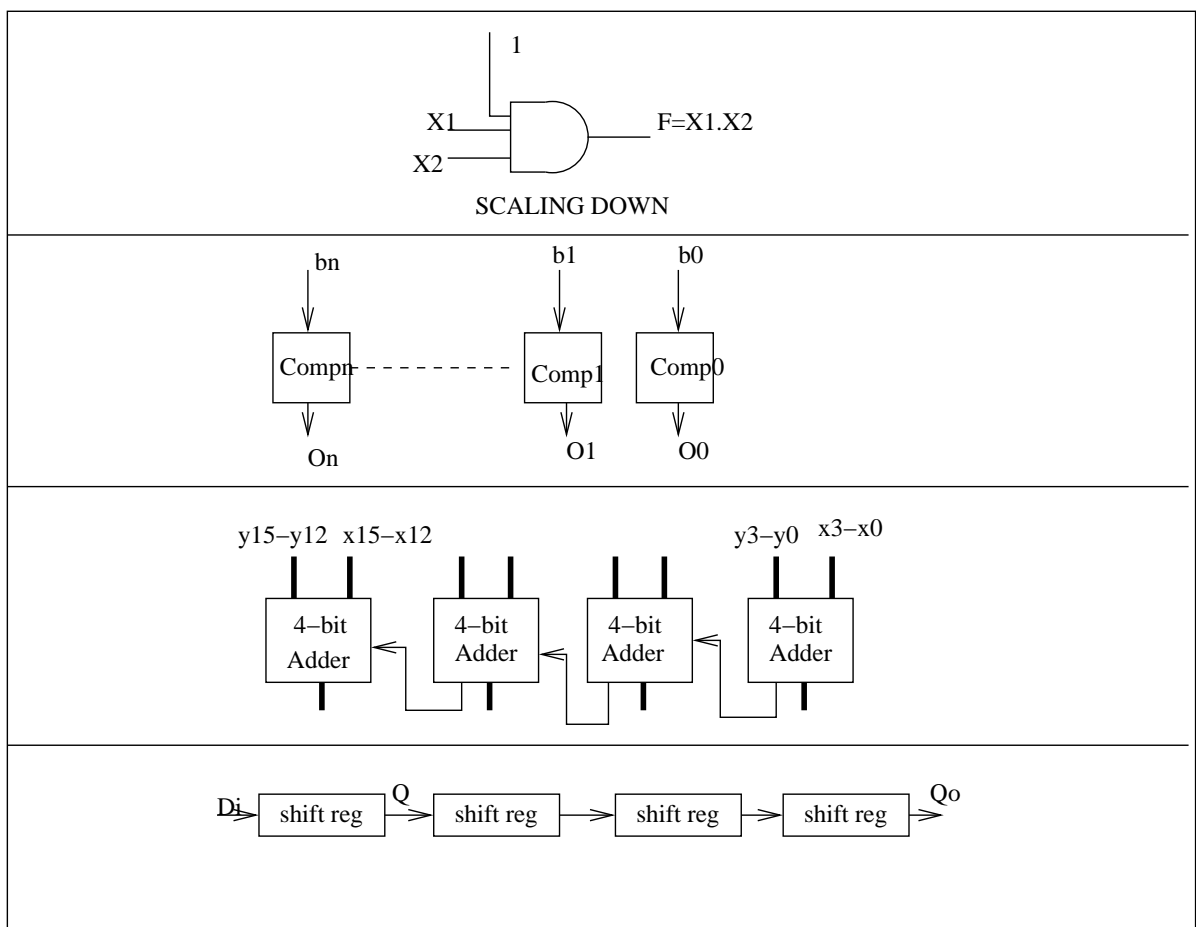 1
X1
F=X1.X2
X2
SCALING DOWN
bn
b1
b0
Compn
Comp1
Comp0
On
O1
O0
y15−y12
x15−x12
y3−y0
x3−x0
4−bit
Adder
4−bit
Adder
4−bit
Adder
4−bit
Adder
Di
shift reg
Q
shift reg
shift reg
shift reg
Qo